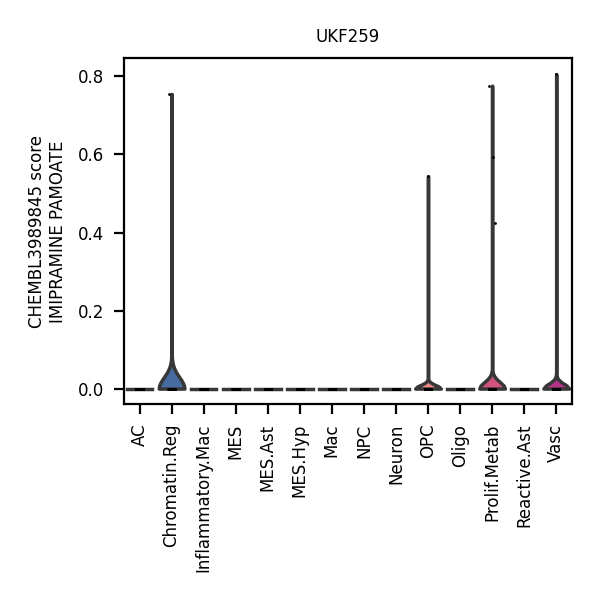 UKF259
CHEMBL3989845 score
IMIPRAMINE PAMOATE
0.8
0.6
0.4
0.2
0.0
AC
Chromatin.Reg
Inflammatory.Mac
MES
MES.Ast
MES.Hyp
Mac
NPC
Neuron
OPC
Oligo
Prolif.Metab
Reactive.Ast
Vasc